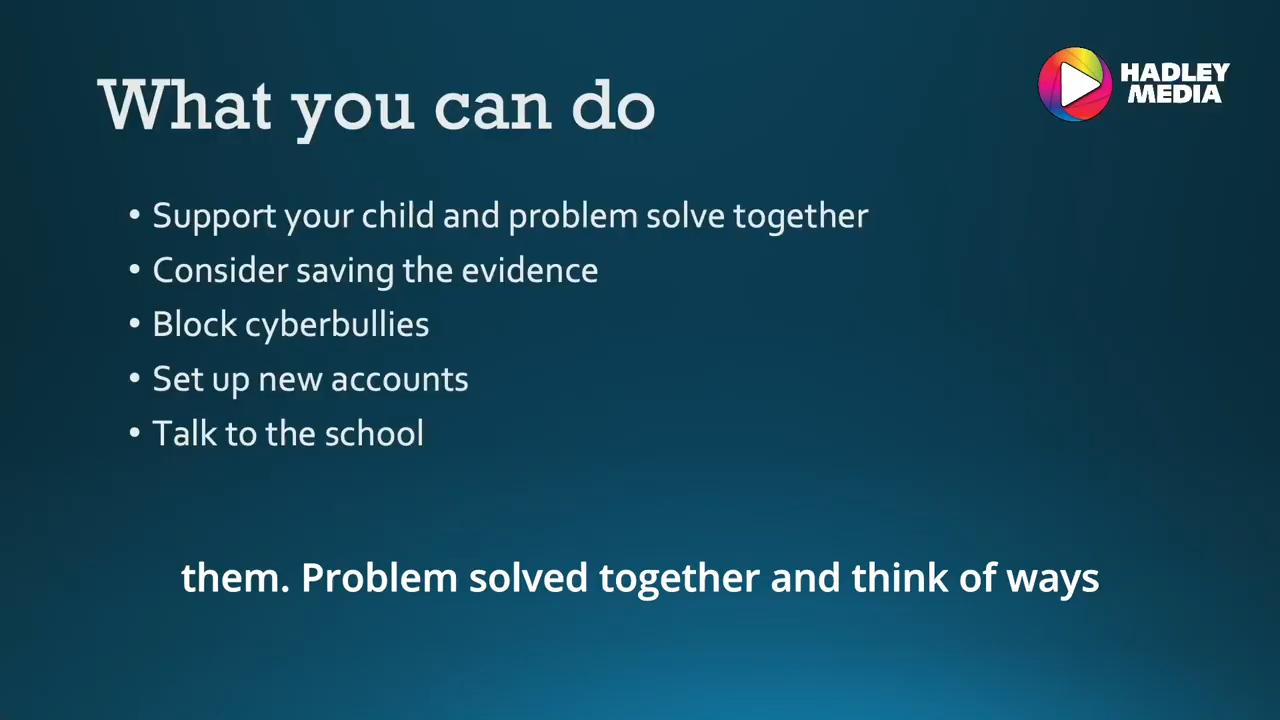 What you can do
HADLEY
MEDIA
• Support your child and problem solve together
• Consider saving the evidence
• Block cyberbullies
• Set up new accounts
• Talk to the school
them. Problem solved together and think of ways